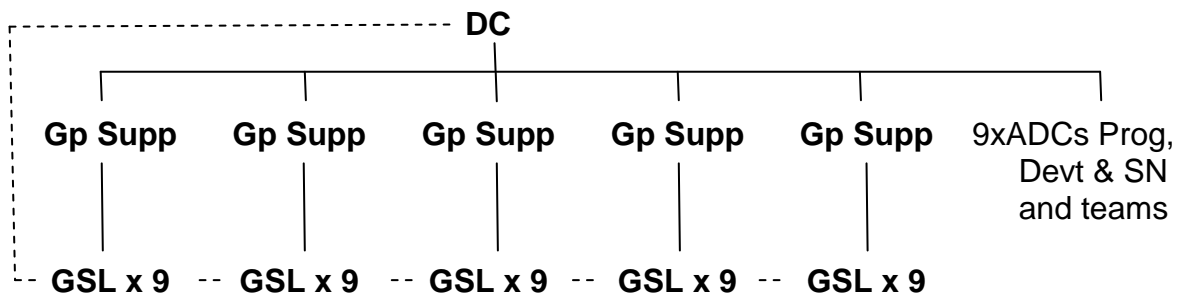 DC
Gp Supp Gp Supp Gp Supp Gp Supp Gp Supp 9xADCs Prog,
Devt & SN
and teams
GSL x 9 GSL x 9 GSL x 9 GSL x 9 GSL x 9